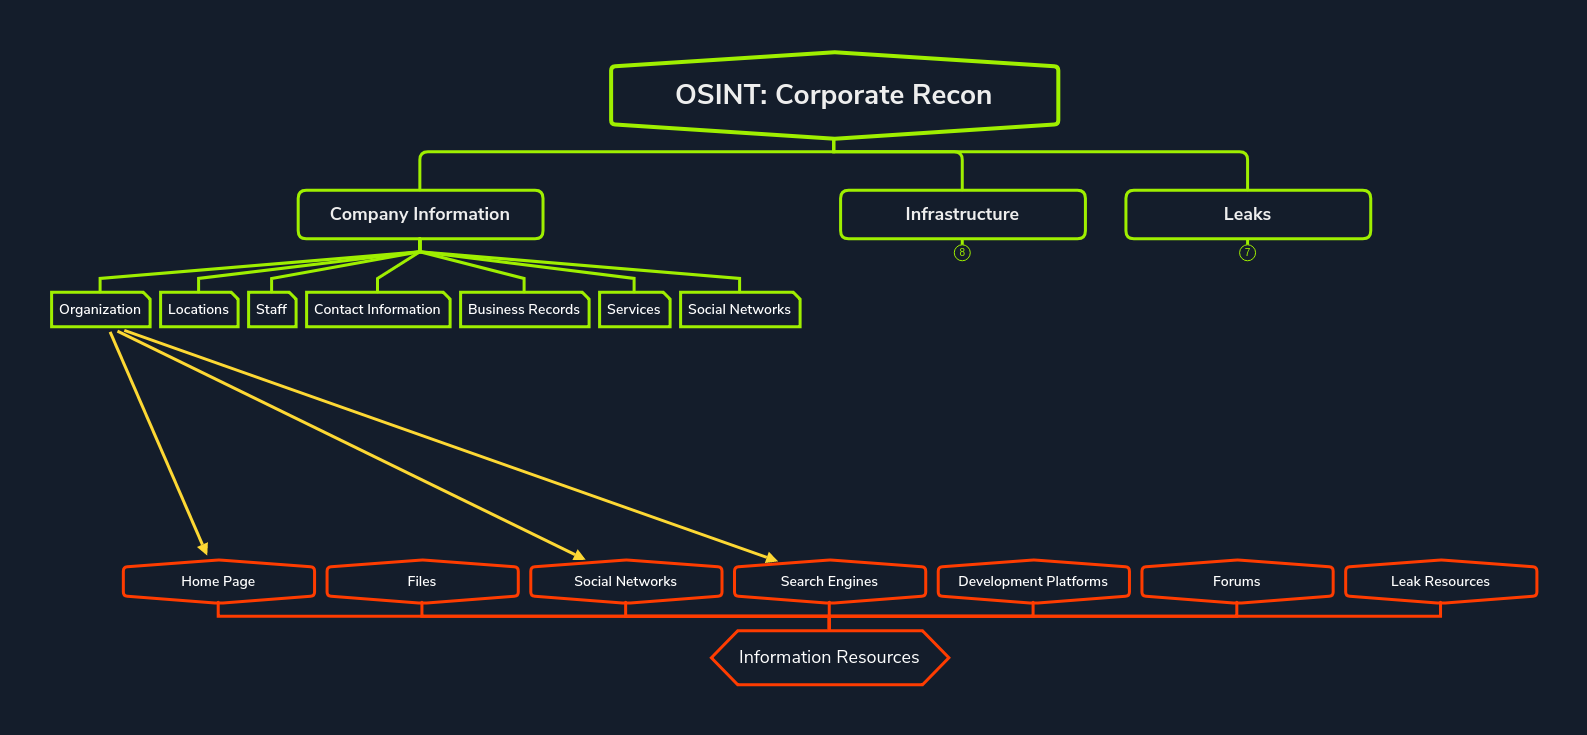 OSINT: Corporate Recon
Company Information
Infrastructure
Leaks
8
7
Organization
Locations
Staff
Contact Information
Business Records
Services
Social Networks
Home Page
Files
Social Networks
Search Engines
Development Platforms
Forums
Leak Resources
Information Resources